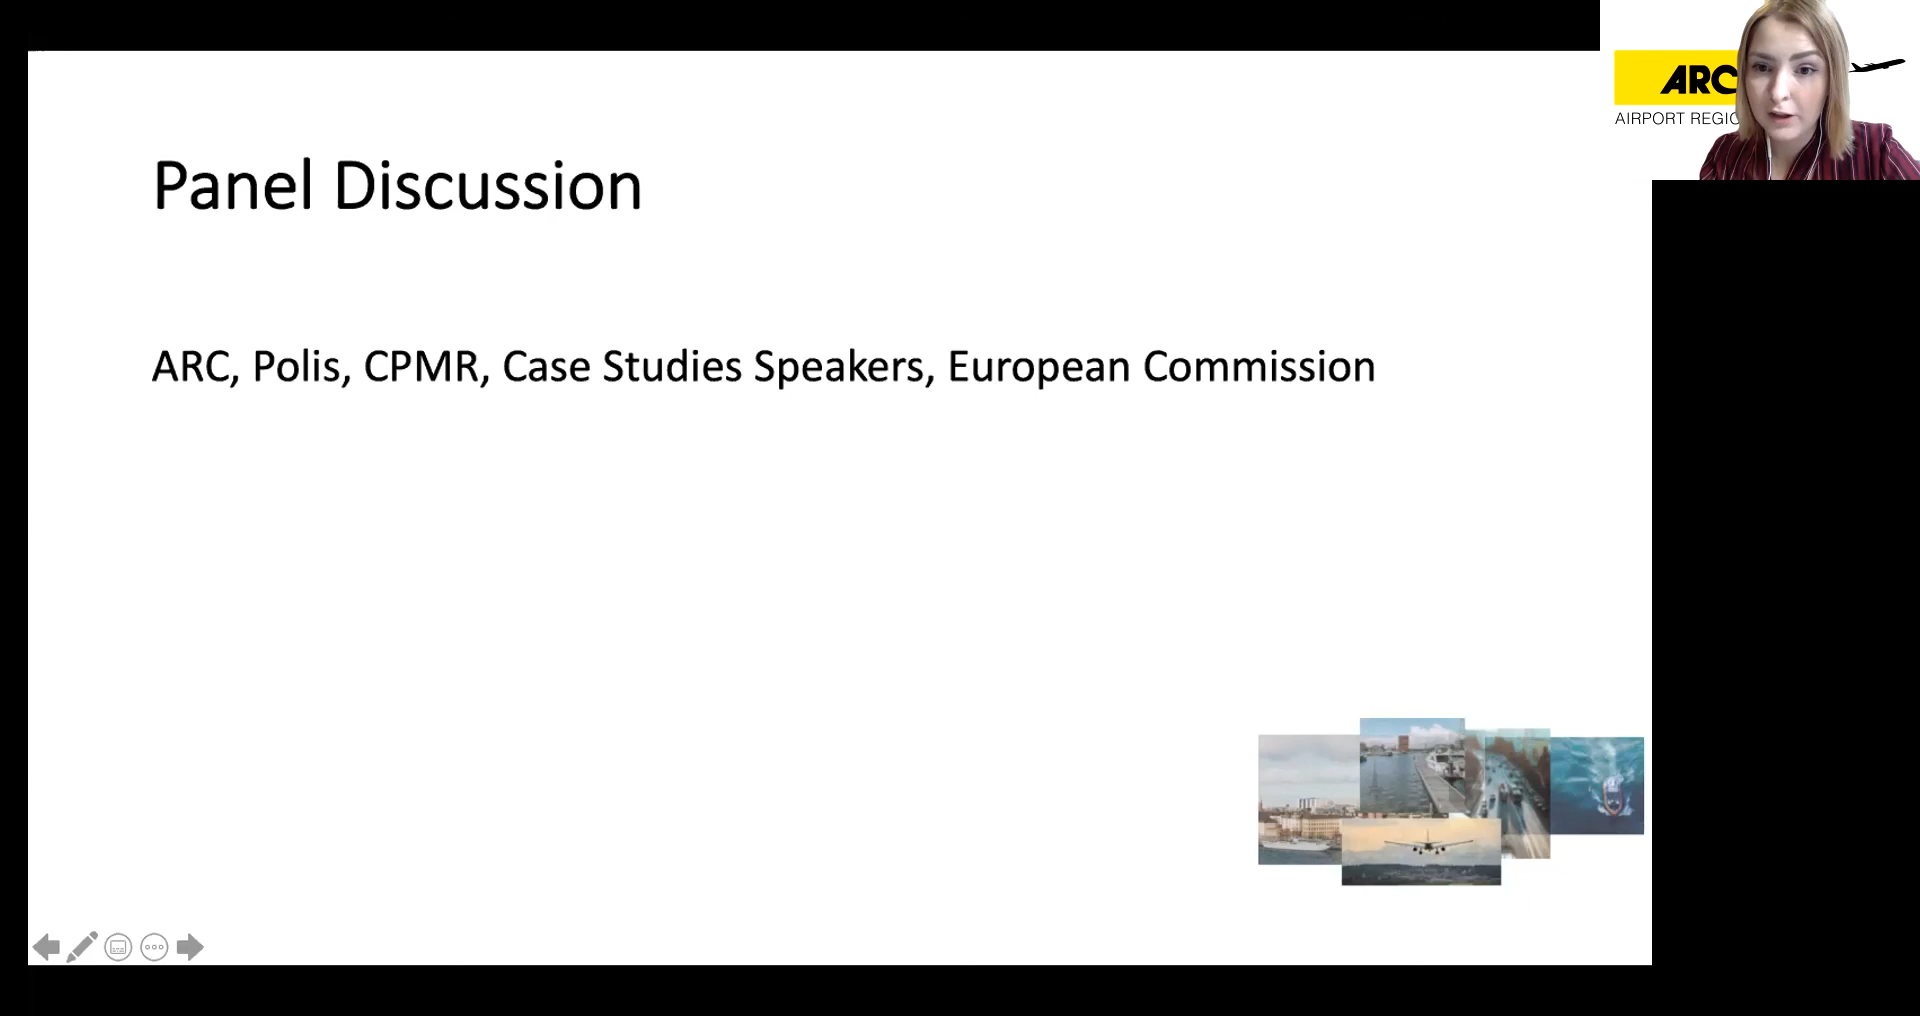 ARC
AIRPORT REGIO
Panel Discussion
ARC, Polis, CPMR, Case Studies Speakers, European Commission